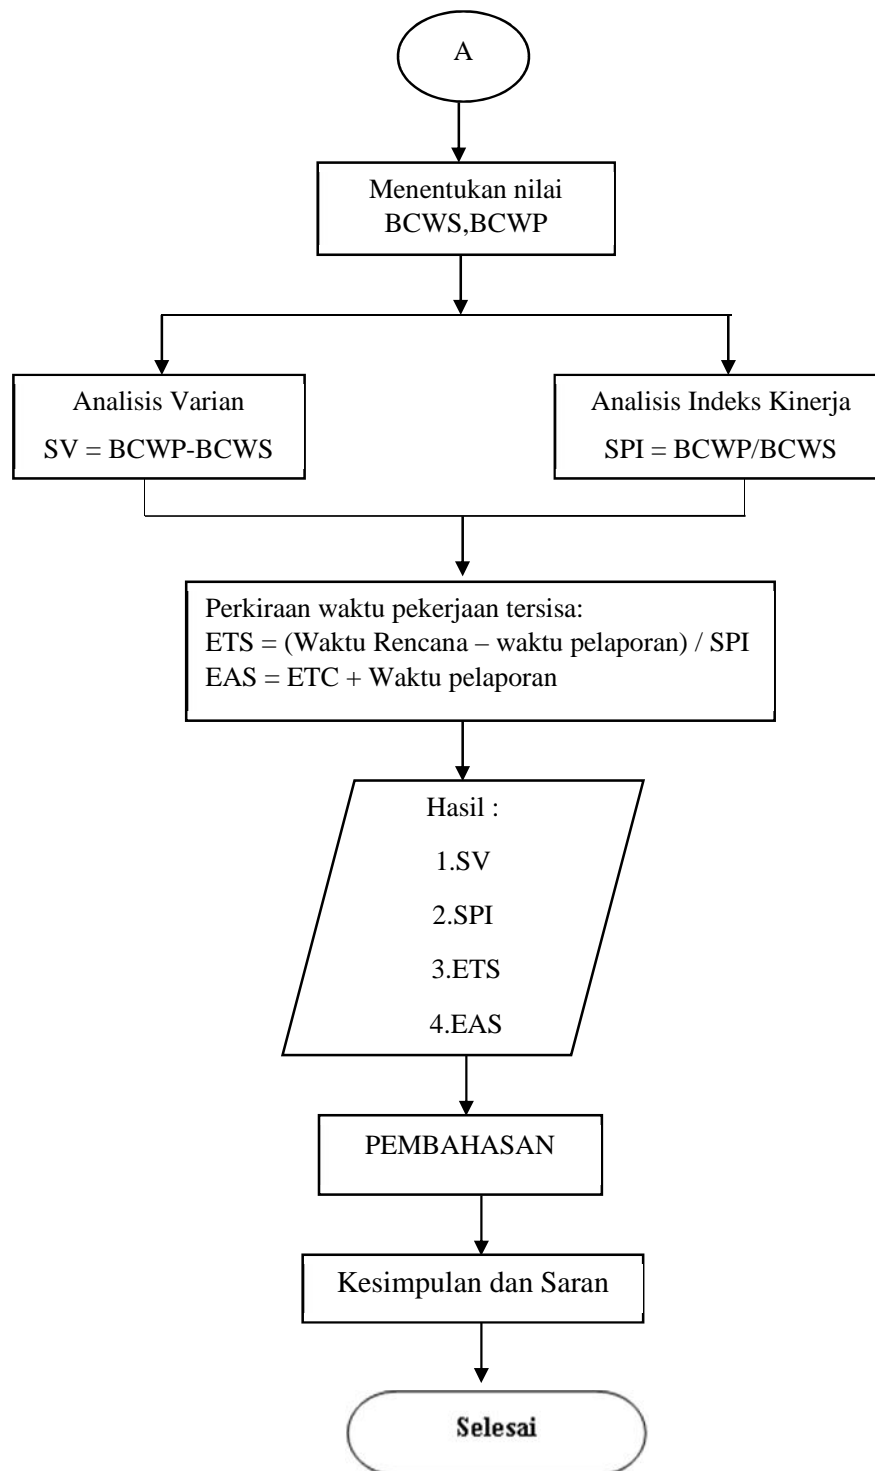 A
Menentukan nilai
BCWS,BCWP
Analisis Varian
SV = BCWP-BCWS
Analisis Indeks Kinerja
SPI = BCWP/BCWS
Perkiraan waktu pekerjaan tersisa:
ETS = (Waktu Rencana – waktu pelaporan) / SPI
EAS = ETC + Waktu pelaporan
Hasil :
1.SV
2.SPI
3.ETS
4.EAS
PEMBAHASAN
Kesimpulan dan Saran
Selesai